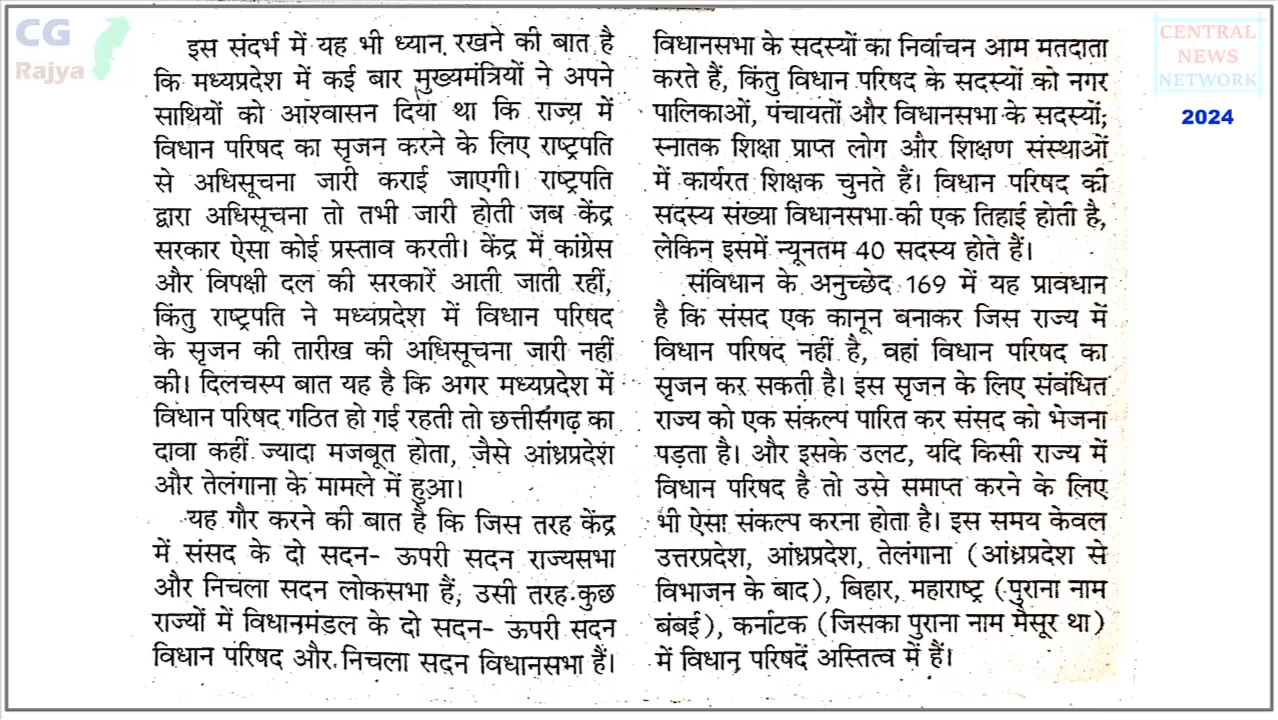 CG
Rajya
इस संदर्भ में यह भी ध्यान रखने की बात है
कि मध्यप्रदेश में कई बार मुख्यमंत्रियों ने अपने
साथियों को आश्वासन दिया था कि राज्य में
विधान परिषद का सृजन करने के लिए राष्ट्रपति
से अधिसूचना जारी कराई जाएगी। राष्ट्रपति
द्वारा अधिसूचना तो तभी जारी होती जब केंद्र
सरकार ऐसा कोई प्रस्ताव करती। केंद्र में कांग्रेस
और विपक्षी दल की सरकारें आती जाती रहीं,
किंतु राष्ट्रपति ने मध्यप्रदेश में विधान परिषद
के सृजन की तारीख की अधिसूचना जारी नहीं
की। दिलचस्प बात यह है कि अगर मध्यप्रदेश में
विधान परिषद गठित हो गई रहती तो छत्तीसगढ़ का
दावा कहीं ज्यादा मजबूत होता, जैसे आंध्रप्रदेश
और तेलंगाना के मामले में हुआ।
यह गौर करने की बात है कि जिस तरह केंद्र
में संसद के दो सदन- ऊपरी सदन राज्यसभा
और निचला सदन लोकसभा हैं, उसी तरह कुछ
राज्यों में विधानमंडल के दो सदन- ऊपरी सदन
विधान परिषद और निचला सदन विधानसभा हैं।
विधानसभा के सदस्यों का निर्वाचन आम मतदाता
करते हैं, किंतु विधान परिषद के सदस्यों को नगर
पालिकाओं, पंचायतों और विधानसभा के सदस्यों;
स्नातक शिक्षा प्राप्त लोग और शिक्षण संस्थाओं
में कार्यरत शिक्षक चुनते हैं। विधान परिषद की
सदस्य संख्या विधानसभा की एक तिहाई होती है,
लेकिन इसमें न्यूनतम 40 सदस्य होते हैं।
संविधान के अनुच्छेद 169 में यह प्रावधान
है कि संसद एक कानून बनाकर जिस राज्य में
विधान परिषद नहीं है, वहां विधान परिषद का
सृजन कर सकती है। इस सृजन के लिए संबंधित
राज्य को एक संकल्प पारित कर संसद को भेजना
पड़ता है। और इसके उलट, यदि किसी राज्य में
विधान परिषद है तो उसे समाप्त करने के लिए
भी ऐसा संकल्प करना होता है। इस समय केवल
उत्तरप्रदेश, आंध्रप्रदेश, तेलंगाना (आंध्रप्रदेश से
विभाजन के बाद), बिहार, महाराष्ट्र (पुराना नाम
बंबई), कर्नाटक (जिसका पुराना नाम मैसूर था)
में विधान परिषदें अस्तित्व में हैं।
CENTRAL
NEWS
NETWORK
2024